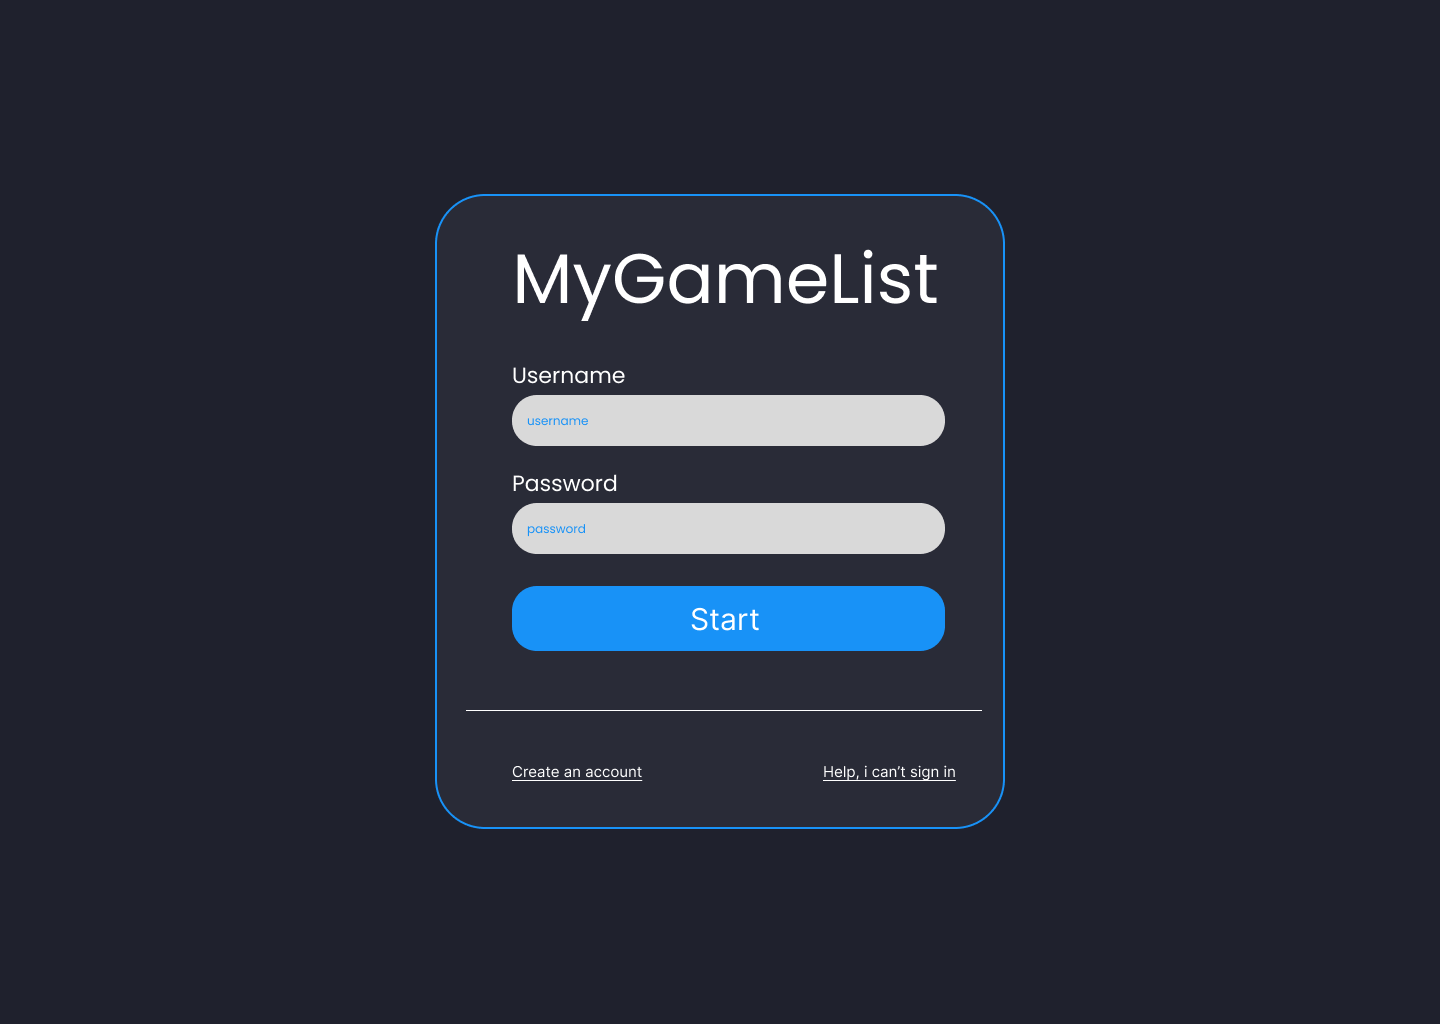 MyGameList
Username
username
Password
password
Start
Create an account
Help, i can’t sign in